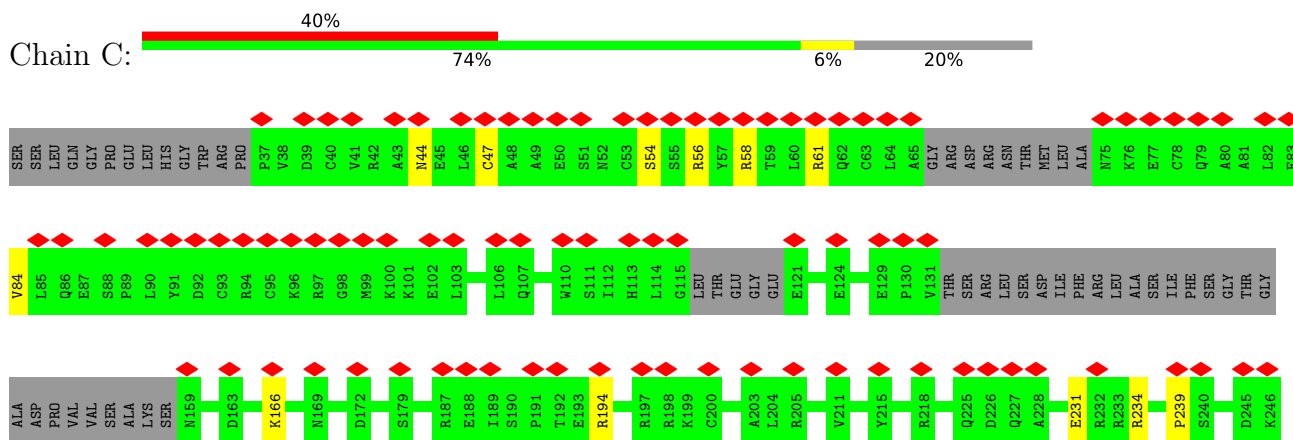 40%
Chain C:
74% 6% 20%
SER SER LEU GLN GLY PRO GLU LEU HIS GLY TRP ARG PRO P37 V38 D39 C40 V41 R42 A43 N44 E45 L46 C47 A48 A49 E50 S51 N52 C53 S54 S55 R56 Y57 R58 T59 L60 R61 Q62 C63 L64 A65 GLY ARG ASP ARG ASN THR MET LEU ALA N75 K76 E77 C78 Q79 A80 A81 L82 E83
V84 L85 Q86 E87 S88 P89 L90 Y91 D92 C93 R94 C95 K96 R97 G98 M99 K100 K101 E102 L103 L106 Q107 W110 S111 I112 H113 L114 G115 LEU THR GLU GLY GLU E121 E124 E129 P130 V131 THR SER ARG LEU SER ASP ILE PHE ARG LEU ALA SER ILE PHE SER GLY THR GLY
ALA ASP PRO VAL VAL SER ALA LYS SER N159 D163 K166 N169 D172 S179 R187 E188 I189 S190 P191 T192 E193 R194 R197 R198 K199 C200 A203 L204 R205 V211 Y215 R218 Q225 D226 Q227 A228 E231 R232 R233 R234 P239 S240 D245 K246